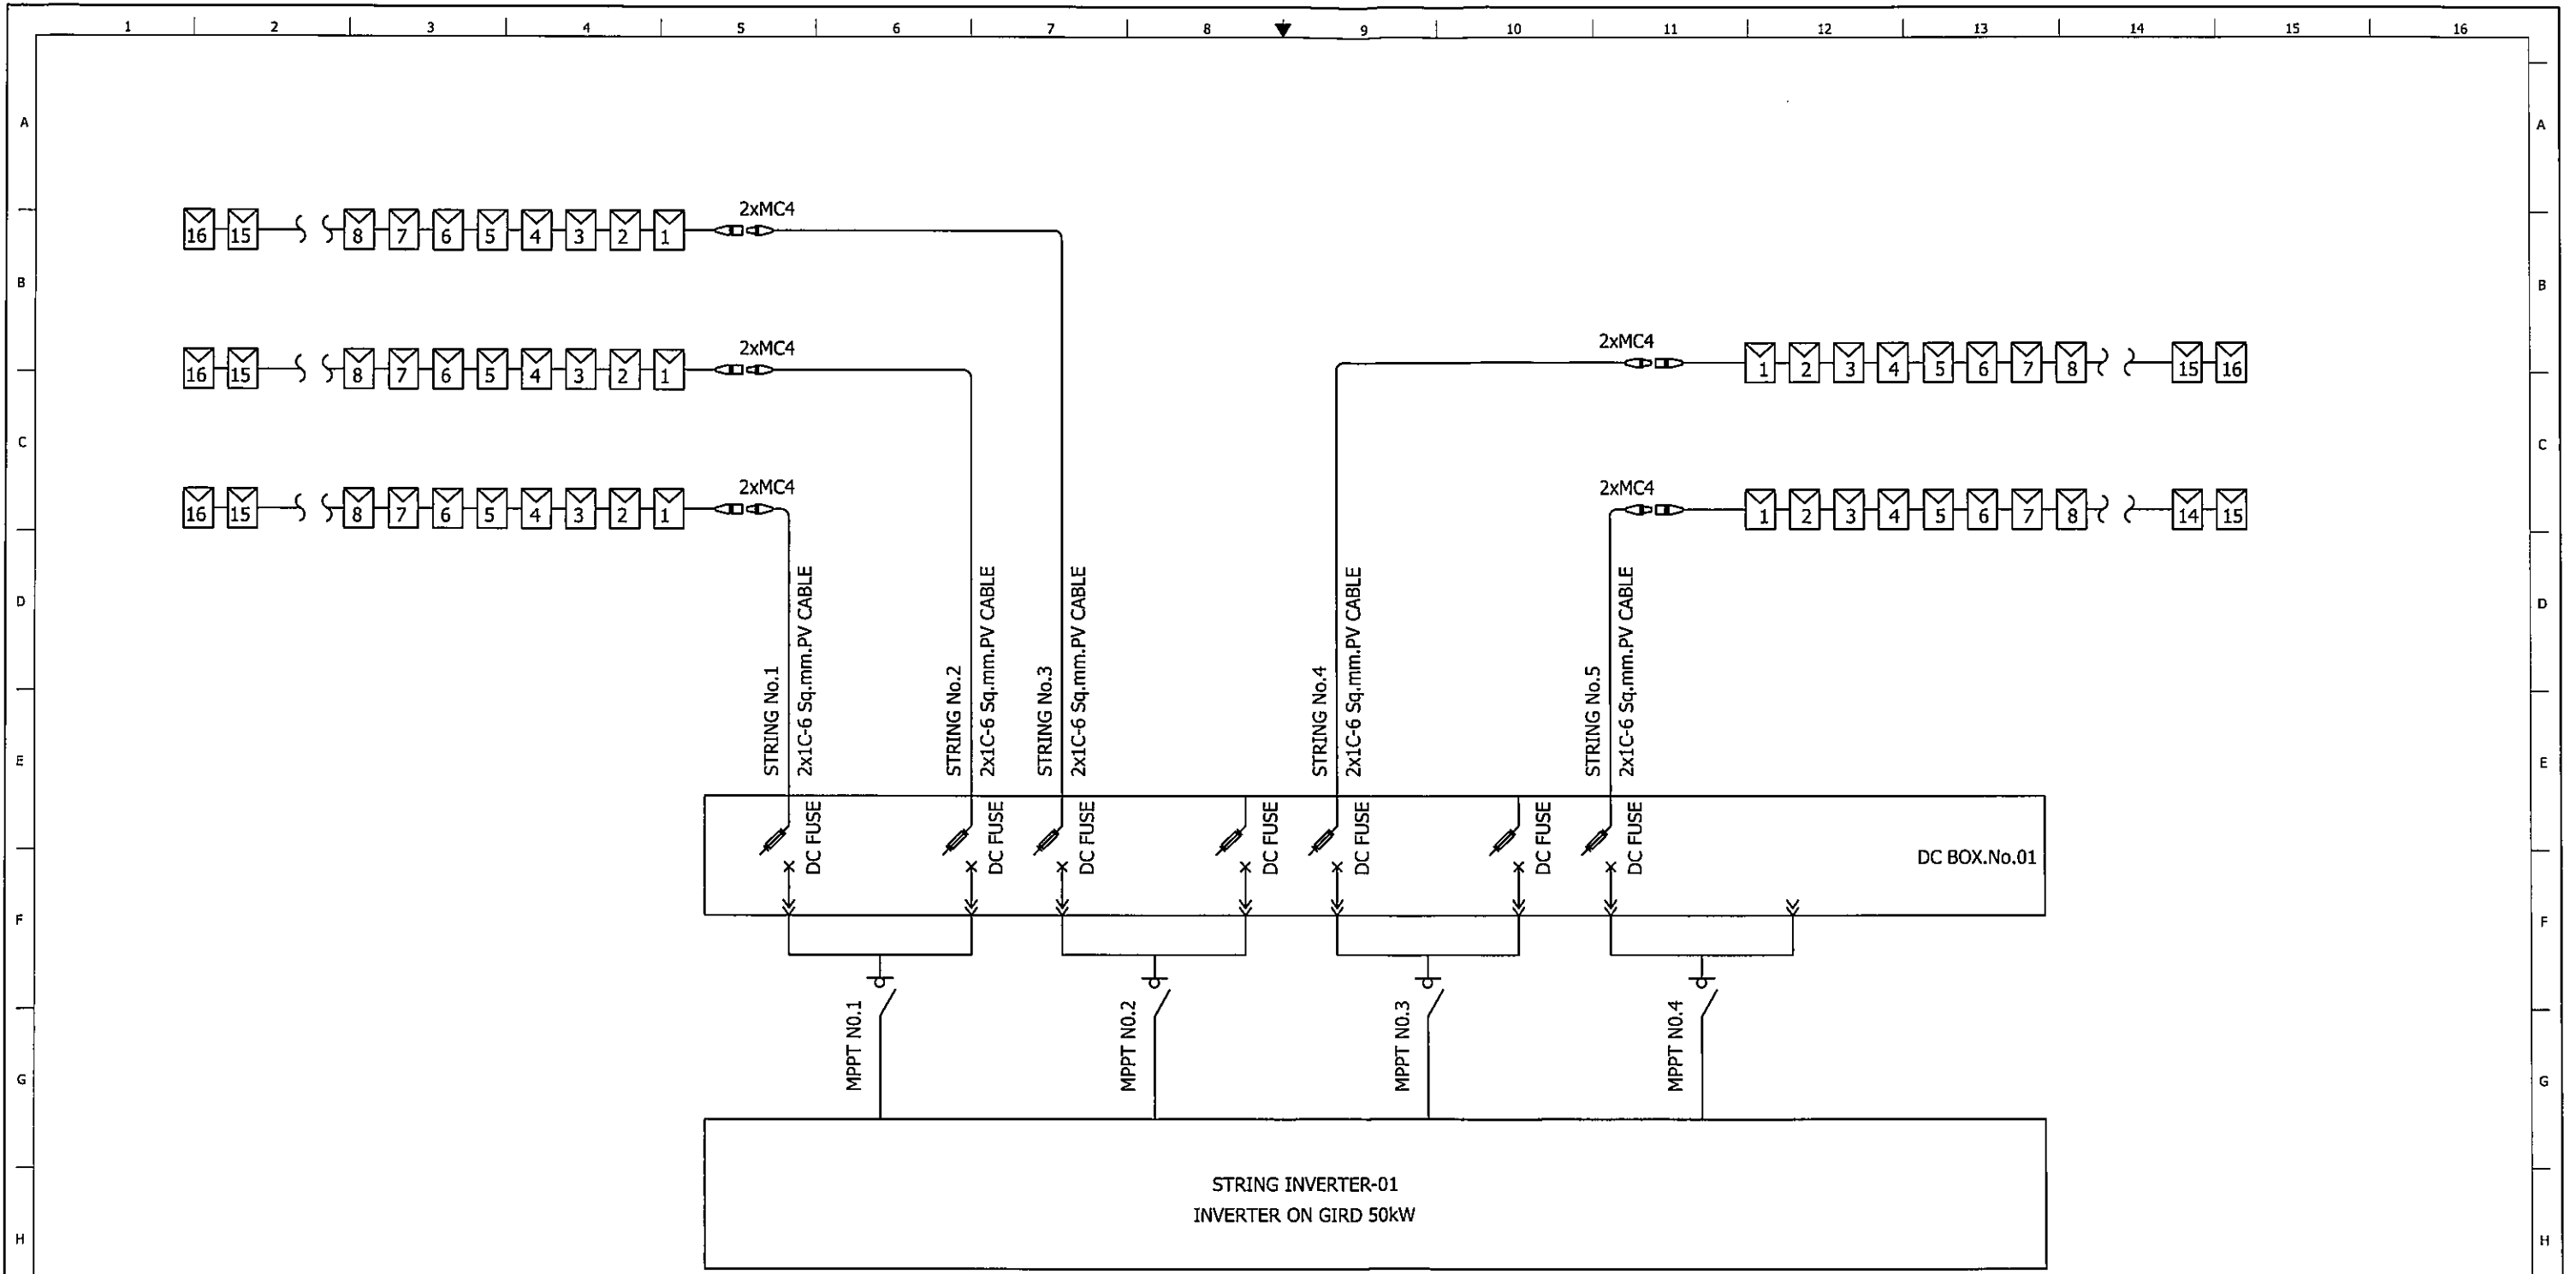 1 2 3 4 5 6 7 8 9 10 11 12 13 14 15 16
A A
2xMC4
16 15 8 7 6 5 4 3 2 1
B B
2xMC4 2xMC4
16 15 8 7 6 5 4 3 2 1 1 2 3 4 5 6 7 8 15 16
C C
2xMC4 2xMC4
16 15 8 7 6 5 4 3 2 1 1 2 3 4 5 6 7 8 14 15
D D
STRING No.1
2x1C-6 Sq.mm.PV CABLE
STRING No.2
2x1C-6 Sq.mm.PV CABLE
STRING No.3
2x1C-6 Sq.mm.PV CABLE
STRING No.4
2x1C-6 Sq.mm.PV CABLE
STRING No.5
2x1C-6 Sq.mm.PV CABLE
E E
DC FUSE
DC FUSE
DC FUSE
DC FUSE
DC FUSE
DC FUSE
DC FUSE
DC BOX.No.01
F F
MPPT N0.1
MPPT N0.2
MPPT N0.3
MPPT N0.4
G G
STRING INVERTER-01
INVERTER ON GIRD 50kW
H H